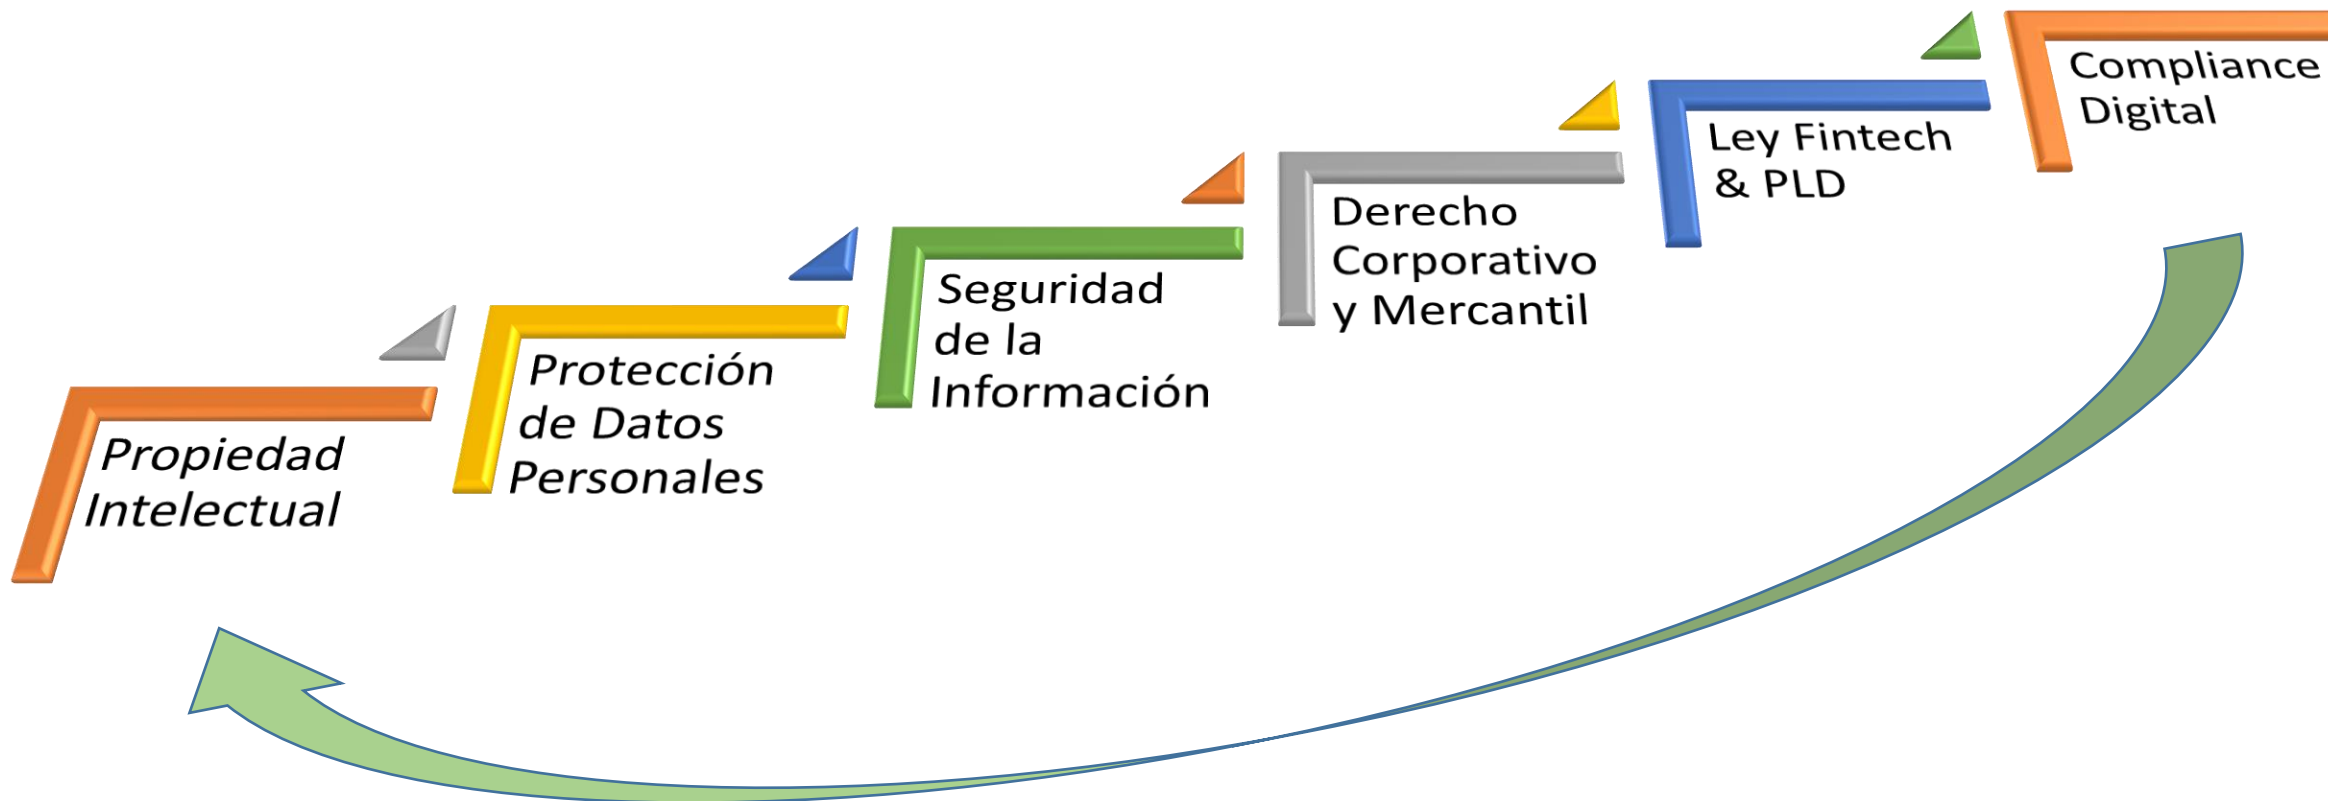 Propiedad
Intelectual
Protección
de Datos
Personales
Seguridad
de la
Información
Derecho
Corporativo
y Mercantil
Ley Fintech
& PLD
Compliance
Digital